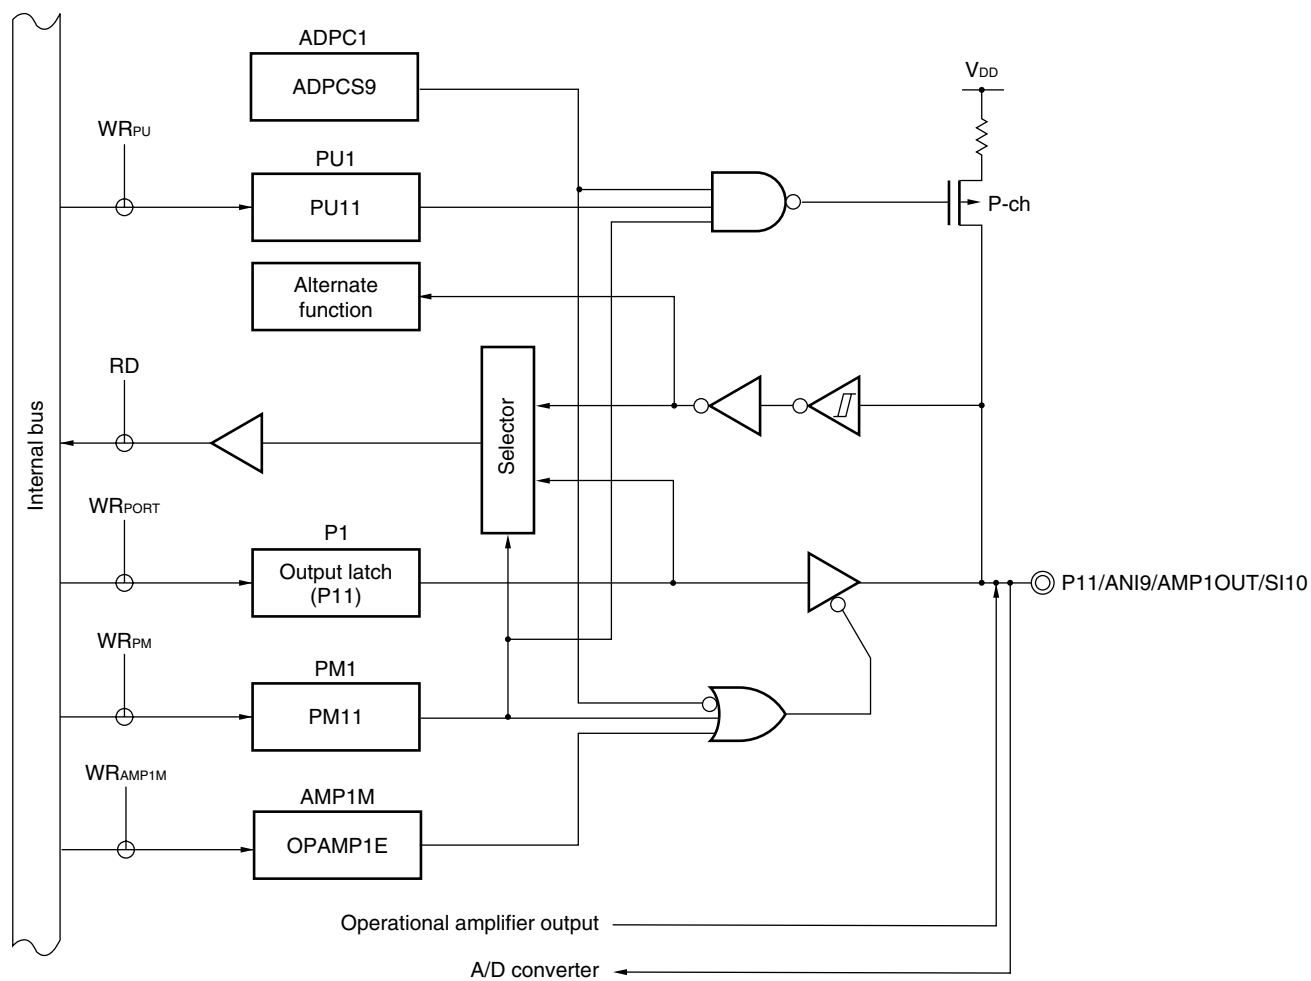 ADPC1
ADPCS9
VDD
WRPU
PU1
PU11
P-ch
Alternate
function
RD
Selector
Internal bus
WRPORT
P1
Output latch
(P11)
P11/ANI9/AMP1OUT/SI10
WRPM
PM1
PM11
WRAMP1M
AMP1M
OPAMP1E
Operational amplifier output
A/D converter